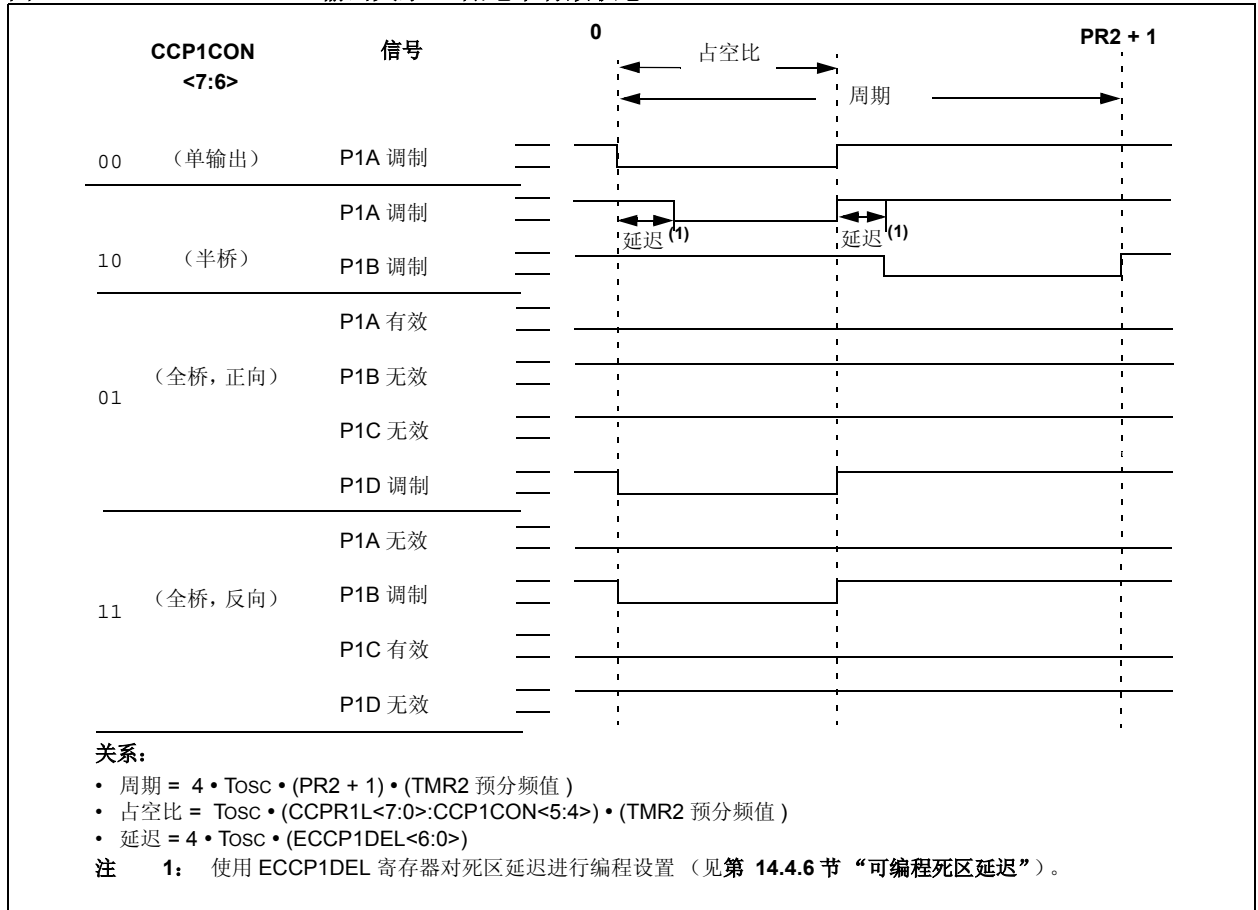 0
PR2 + 1
CCP1CON
<7:6>
信号
占空比
周期
00 （单输出） P1A 调制
P1A 调制
延迟(1) 延迟(1)
10 （半桥） P1B 调制
P1A 有效
（全桥，正向） P1B 无效
01
P1C 无效
P1D 调制
P1A 无效
11 （全桥，反向） P1B 调制
P1C 有效
P1D 无效
关系：
• 周期 = 4 • TOSC • (PR2 + 1) • (TMR2 预分频值 )
• 占空比 = TOSC • (CCPR1L<7:0>:CCP1CON<5:4>) • (TMR2 预分频值 )
• 延迟 = 4 • TOSC • (ECCP1DEL<6:0>)
注 1： 使用 ECCP1DEL 寄存器对死区延迟进行编程设置 （见第 14.4.6 节 “可编程死区延迟”）。